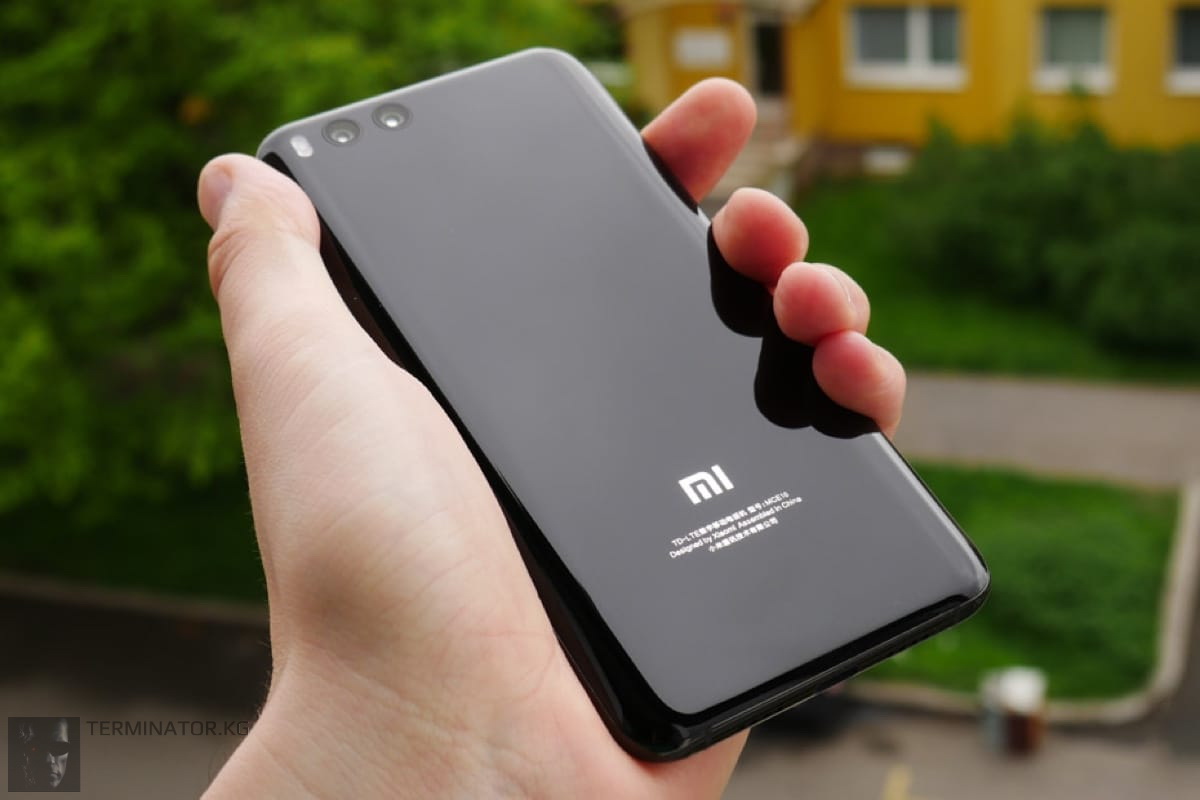 mi
TD-LTE数字移动电话机 型号:MCE16
Designed by Xiaomi Assembled in China
小米通讯技术有限公司
TERMINATOR.KG